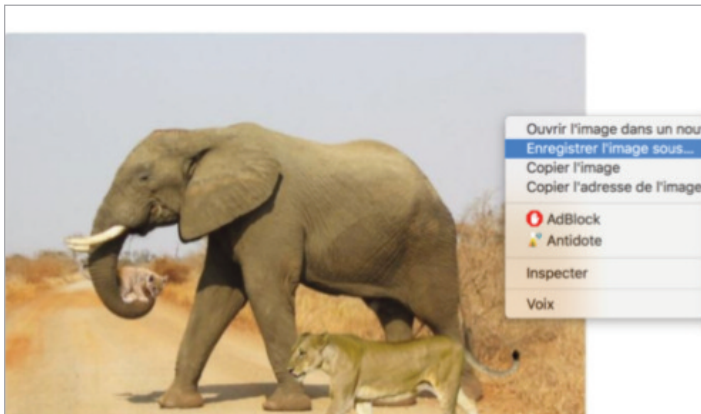 Ouvrir l'image dans un nou
Enregistrer l'image sous...
Copier l'image
Copier l'adresse de l'image
AdBlock
Antidote
Inspecter
Voix